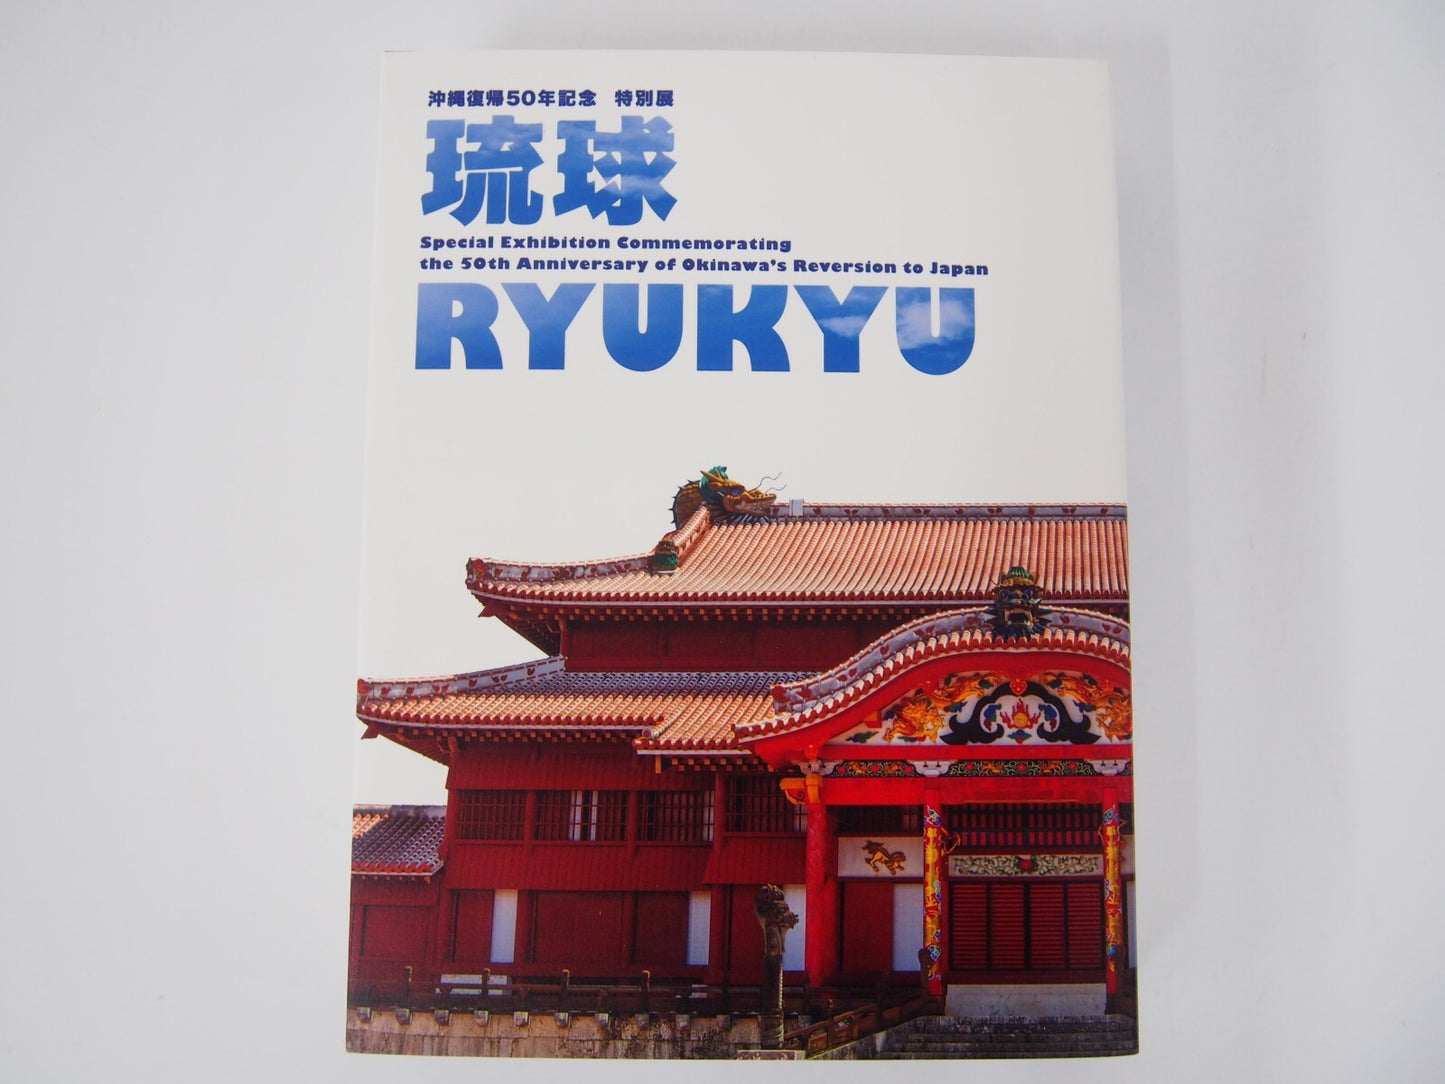 沖縄復帰50年記念　特別展
琉球
Special Exhibition Commemorating
the 50th Anniversary of Okinawa's Reversion to Japan
RYUKYU